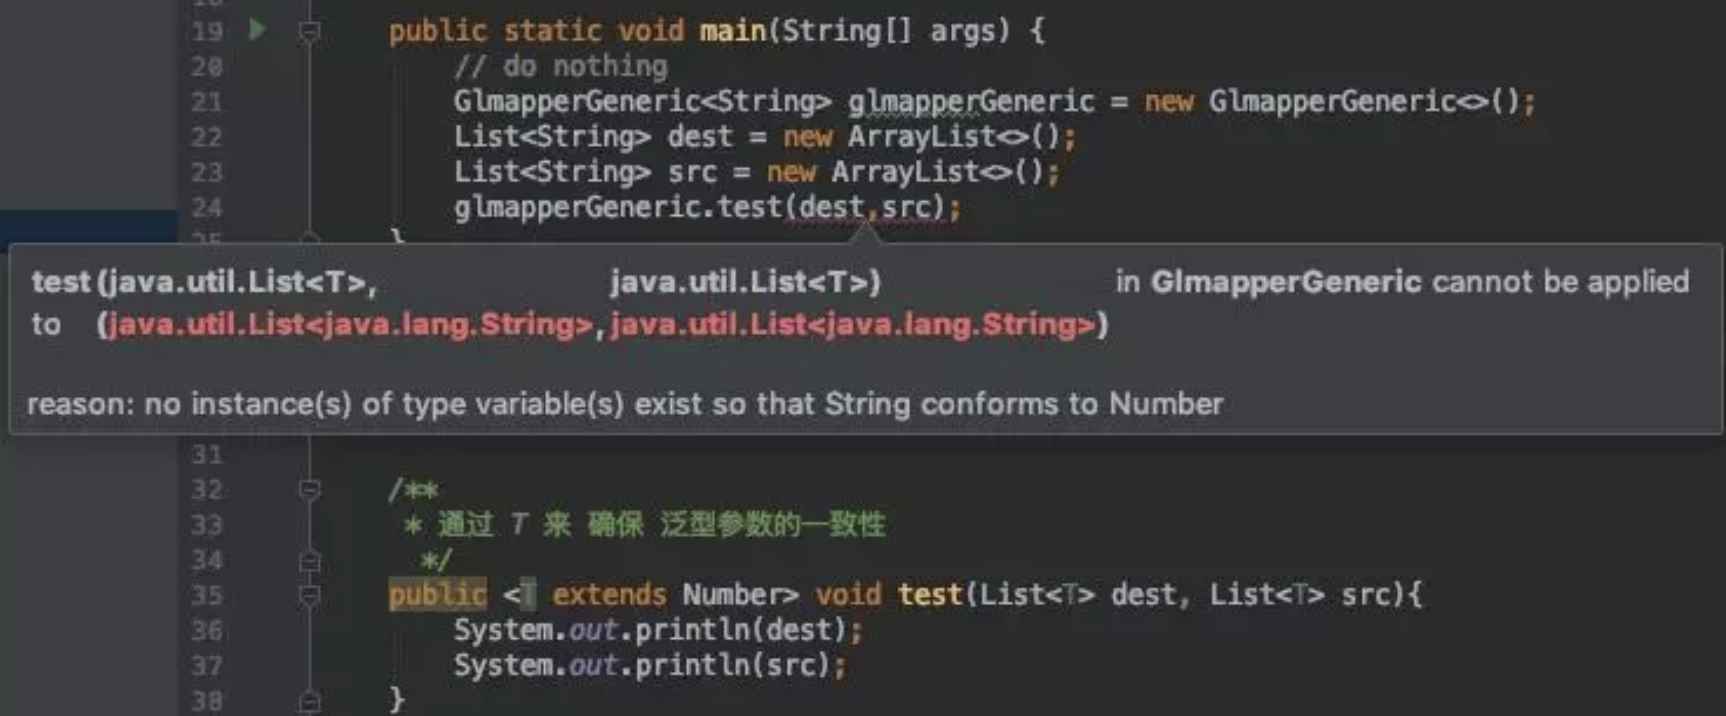 19 public static void main(String[] args) {
20 // do nothing
21 GlmapperGeneric<String> glmapperGeneric = new GlmapperGeneric<>();
22 List<String> dest = new ArrayList<>();
23 List<String> src = new ArrayList<>();
24 glmapperGeneric.test(dest,src);
25 }
test(java.util.List<T>, java.util.List<T>) in GlmapperGeneric cannot be applied
to (java.util.List<java.lang.String>,java.util.List<java.lang.String>)
reason: no instance(s) of type variable(s) exist so that String conforms to Number
31
32 /**
33 * 通过 T 来 确保 泛型参数的一致性
34 */
35 public <T extends Number> void test(List<T> dest, List<T> src){
36 System.out.println(dest);
37 System.out.println(src);
38 }